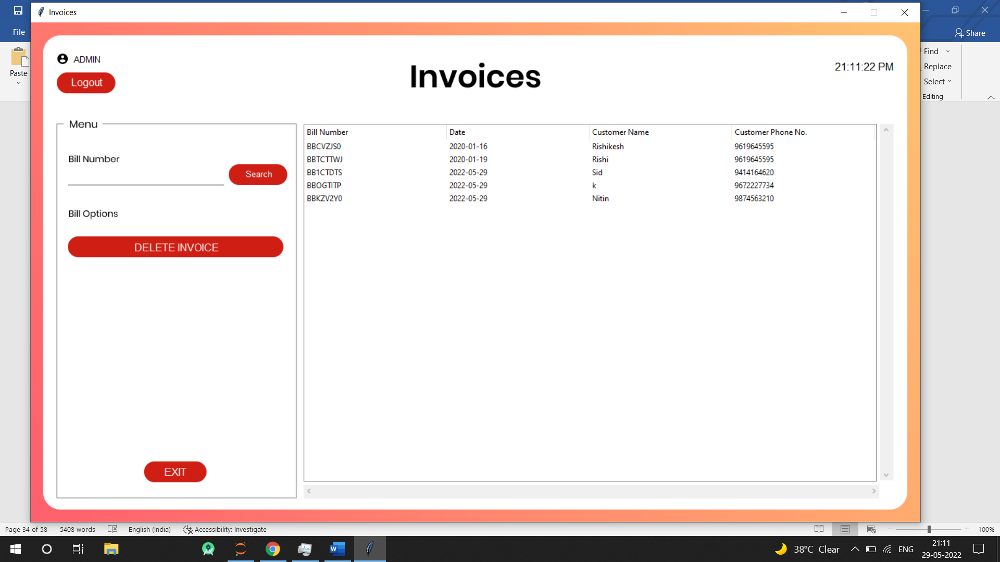 Invoices
File
Share
Paste
Find
Replace
Select
Editing
ADMIN
Logout
Invoices
21:11:22 PM
Menu
Bill Number
Search
Bill Options
DELETE INVOICE
EXIT
Bill Number Date Customer Name Customer Phone No.
BBCVZJS0 2020-01-16 Rishikesh 9619645595
BBTCTTWJ 2020-01-19 Rishi 9619645595
BB1CTDTS 2022-05-29 Sid 9414164620
BBOGTITP 2022-05-29 k 9672227734
BBKZV2Y0 2022-05-29 Nitin 9874563210
Page 34 of 58 5408 words English (India) Accessibility: Investigate 100%
38°C Clear ENG 21:11
29-05-2022